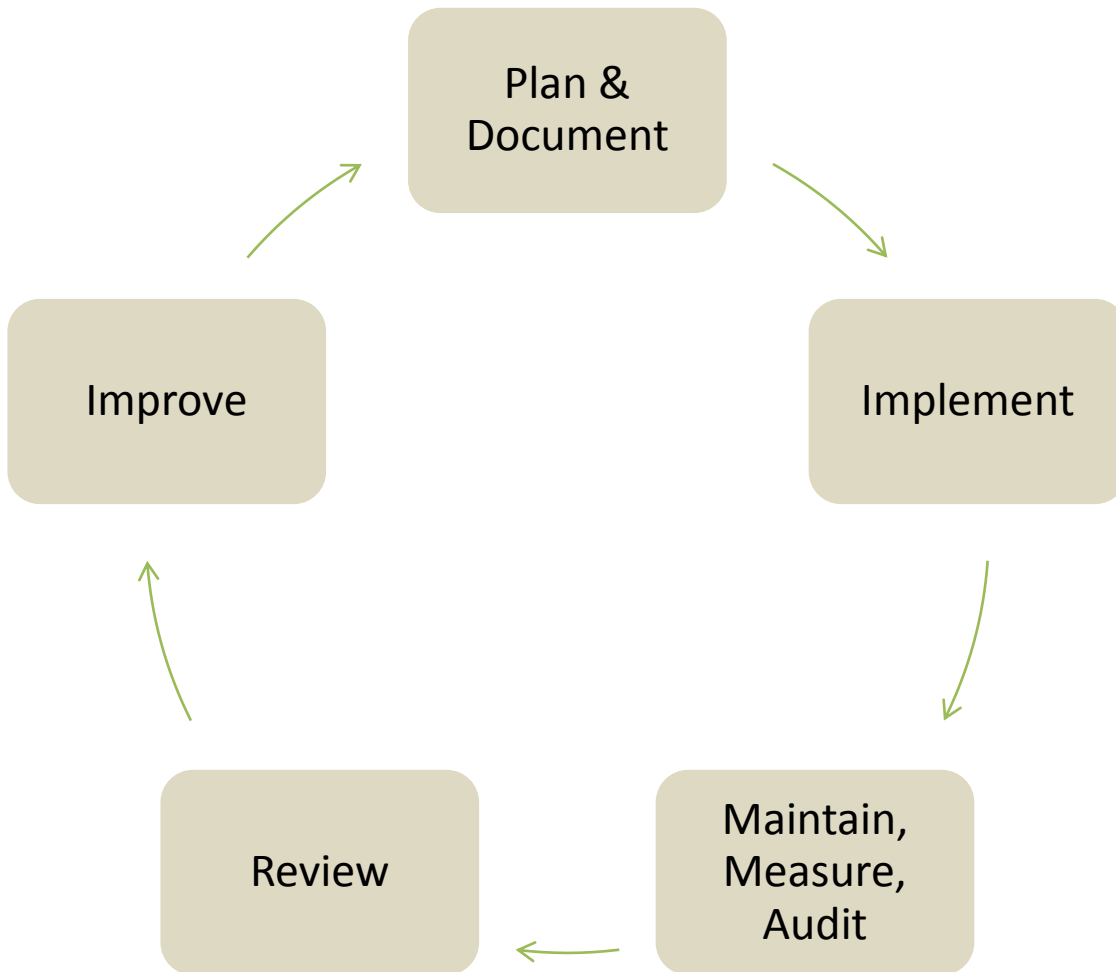 Plan &
Document
Implement
Maintain,
Measure,
Audit
Review
Improve